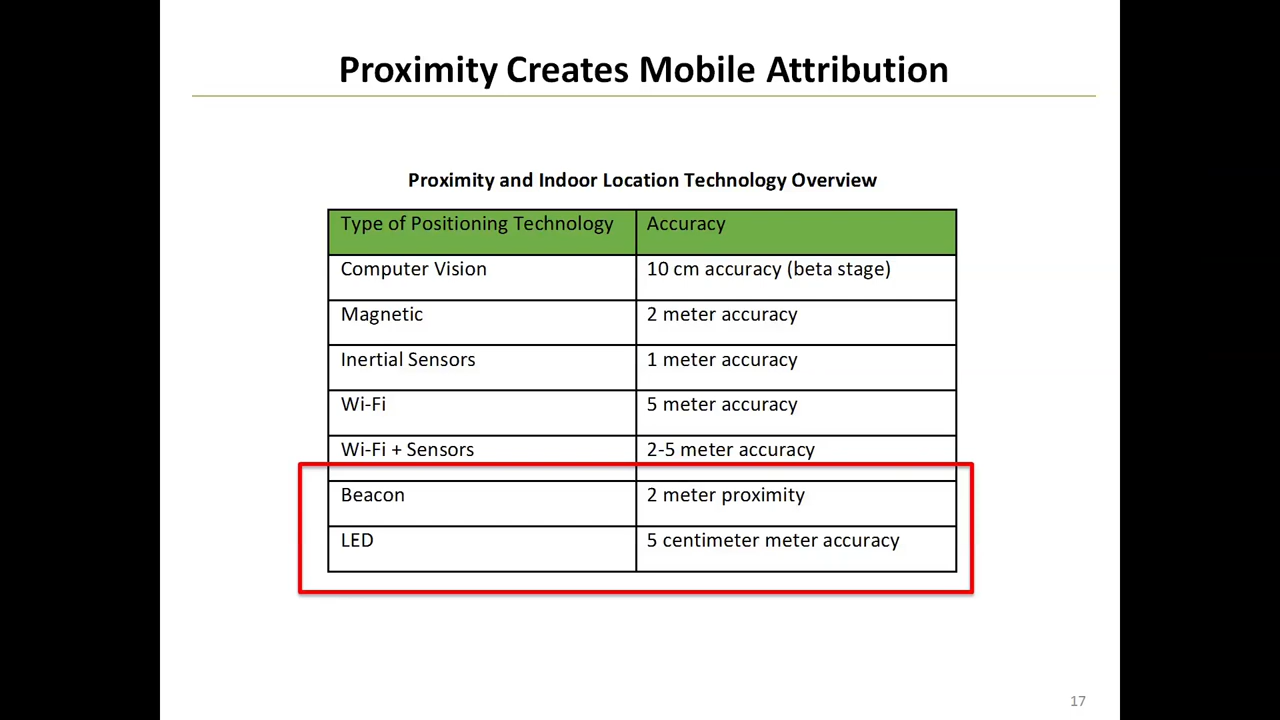 Proximity Creates Mobile Attribution
Proximity and Indoor Location Technology Overview
Type of Positioning Technology Accuracy
Computer Vision 10 cm accuracy (beta stage)
Magnetic 2 meter accuracy
Inertial Sensors 1 meter accuracy
Wi-Fi 5 meter accuracy
Wi-Fi + Sensors 2-5 meter accuracy
Beacon 2 meter proximity
LED 5 centimeter meter accuracy
17